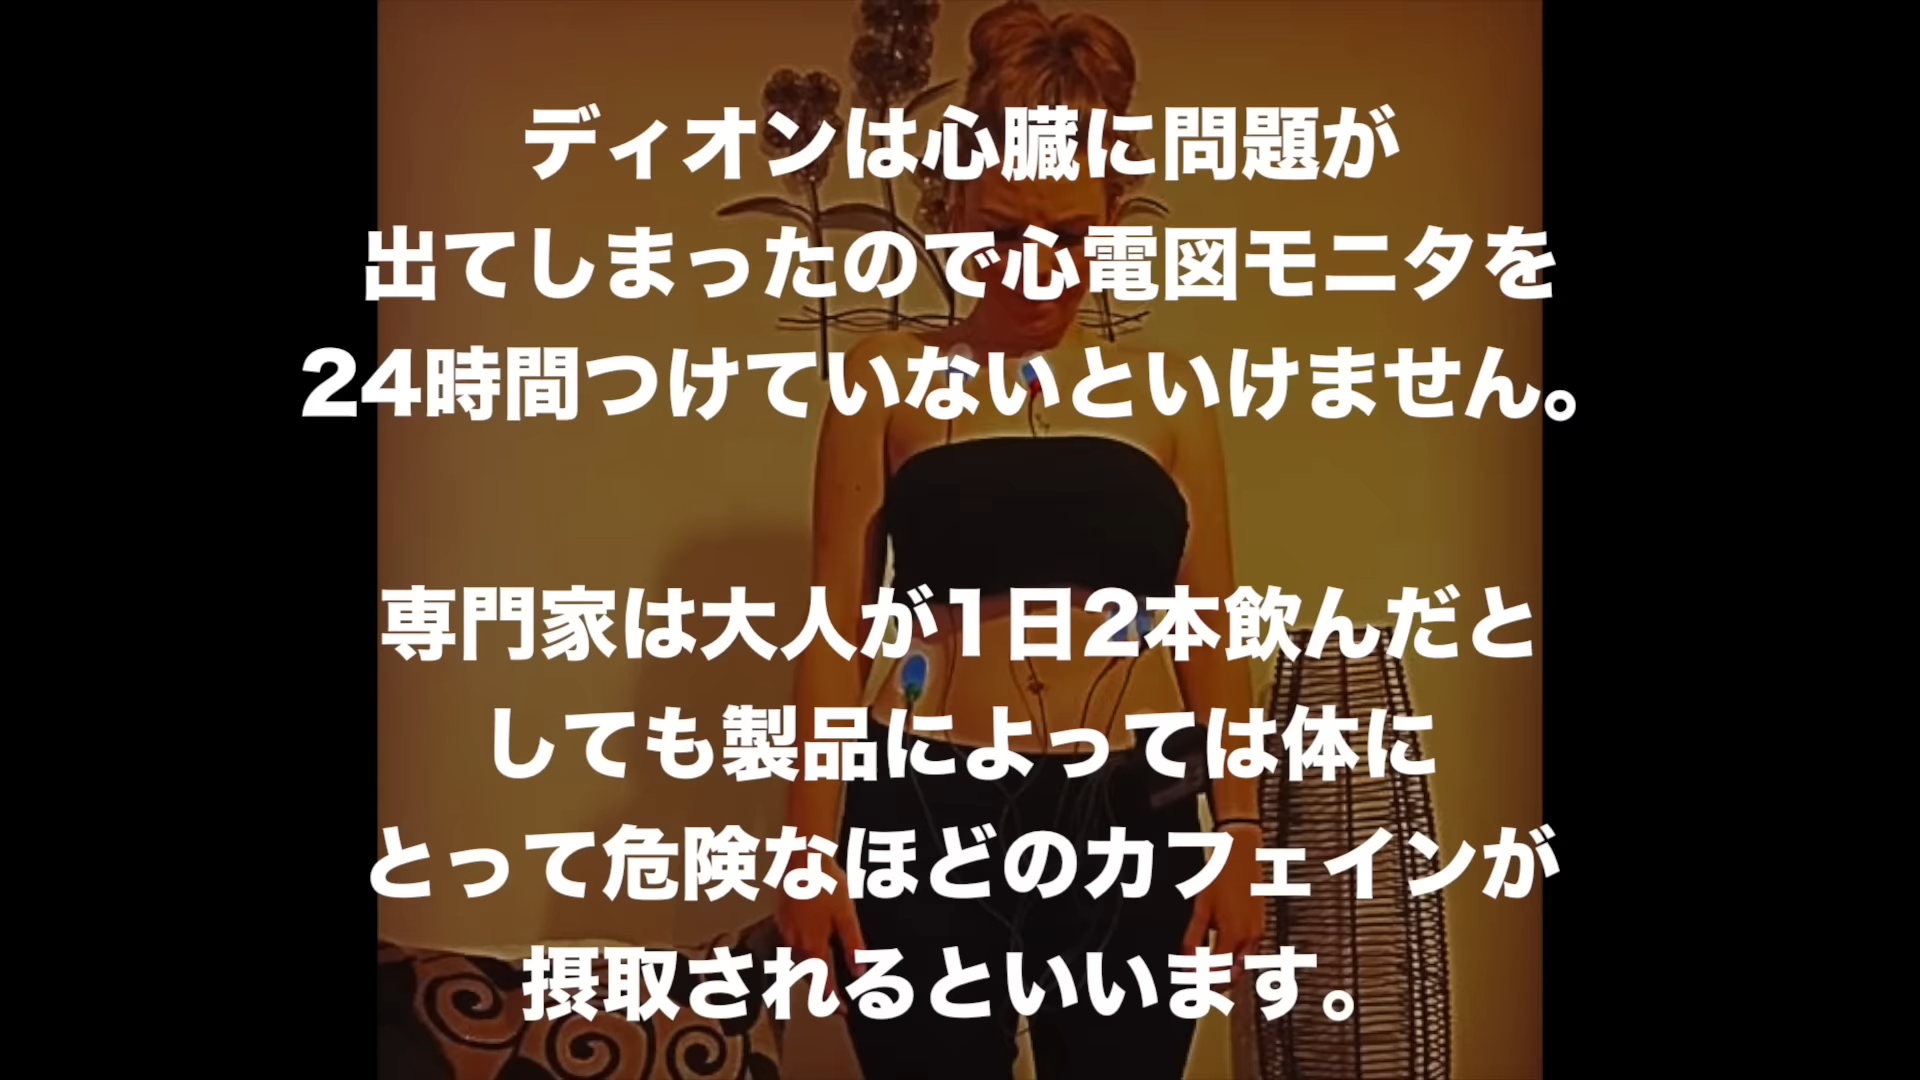 ディオンは心臓に問題が
出てしまったので心電図モニタを
24時間つけていないといけません。
専門家は大人が1日2本飲んだと
しても製品によっては体に
とって危険なほどのカフェインが
摂取されるといいます。